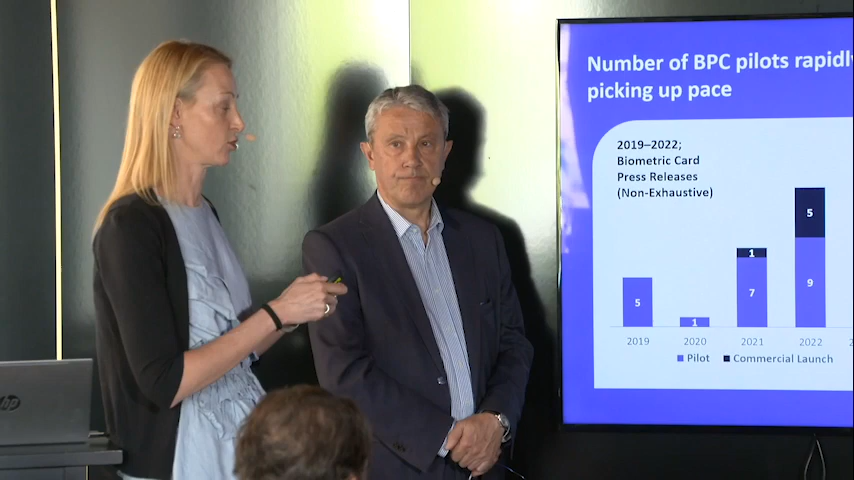 Number of BPC pilots rapidly
picking up pace
2019–2022;
Biometric Card
Press Releases
(Non-Exhaustive)
5
1
1
7
5
9
2019 2020 2021 2022
Pilot Commercial Launch
hp